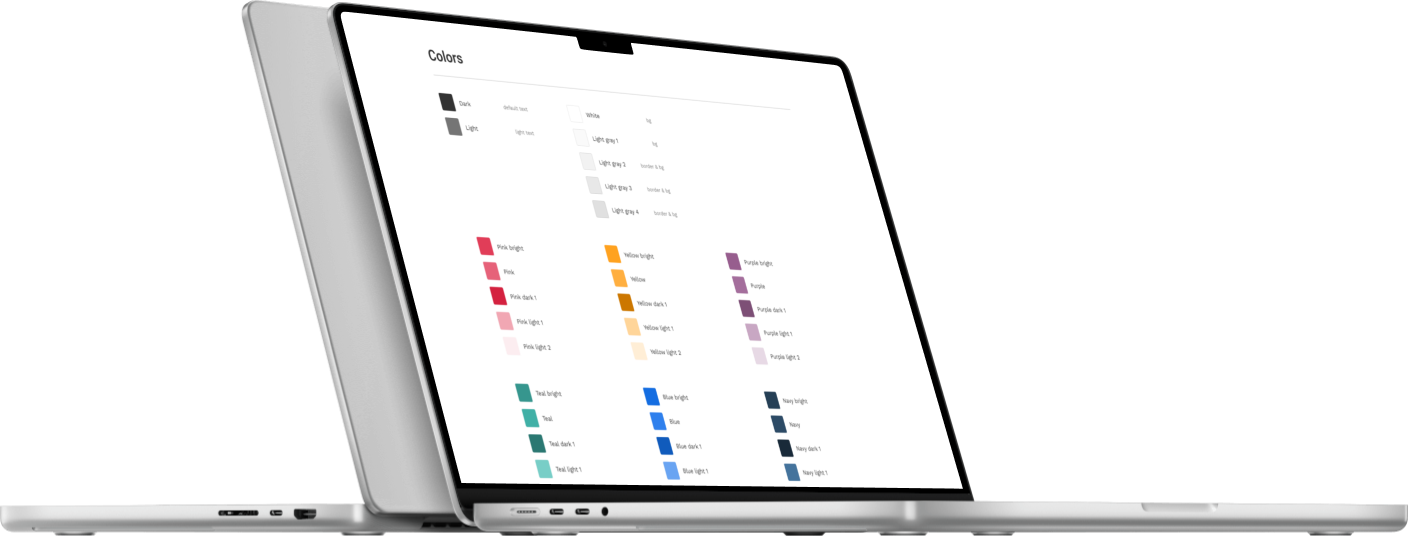 Colors
Dark default text
Light light text
White bg
Light gray 1 bg
Light gray 2 border & bg
Light gray 3 border & bg
Light gray 4 border & bg
Pink bright
Pink
Pink dark 1
Pink light 1
Pink light 2
Yellow bright
Yellow
Yellow dark 1
Yellow light 1
Yellow light 2
Purple bright
Purple
Purple dark 1
Purple light 1
Purple light 2
Teal bright
Teal
Teal dark 1
Teal light 1
Blue bright
Blue
Blue dark 1
Blue light 1
Navy bright
Navy
Navy dark 1
Navy light 1